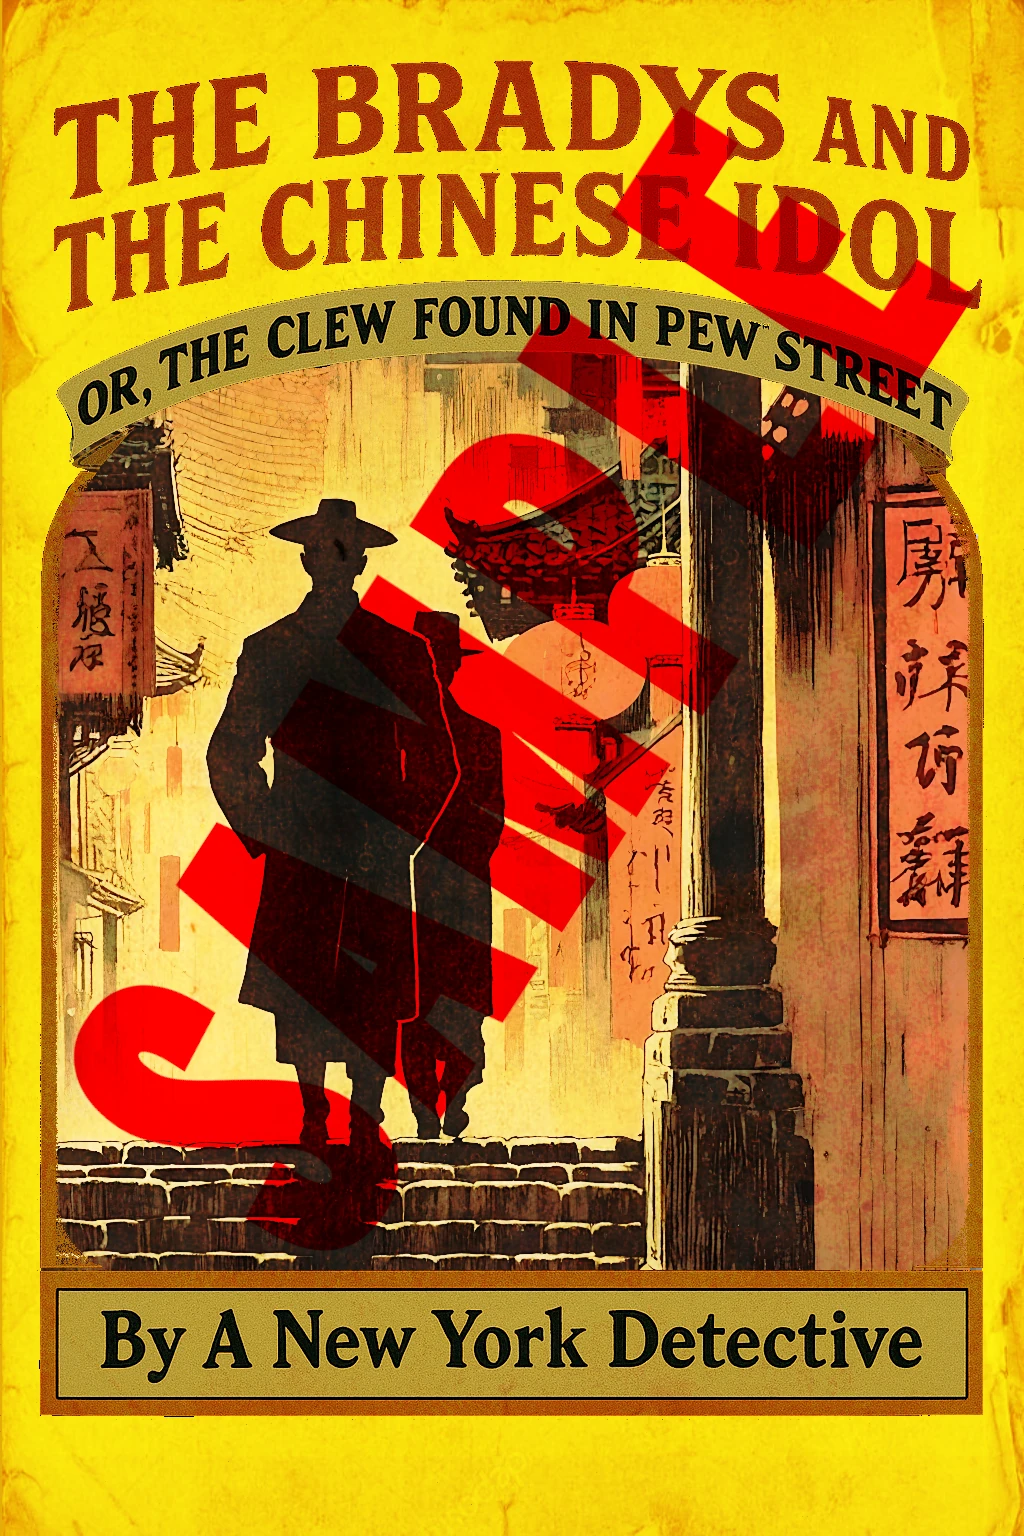 THE BRADYS AND
THE CHINESE IDOL
OR, THE CLEW FOUND IN PEW STREET
SAMPLE
By A New York Detective